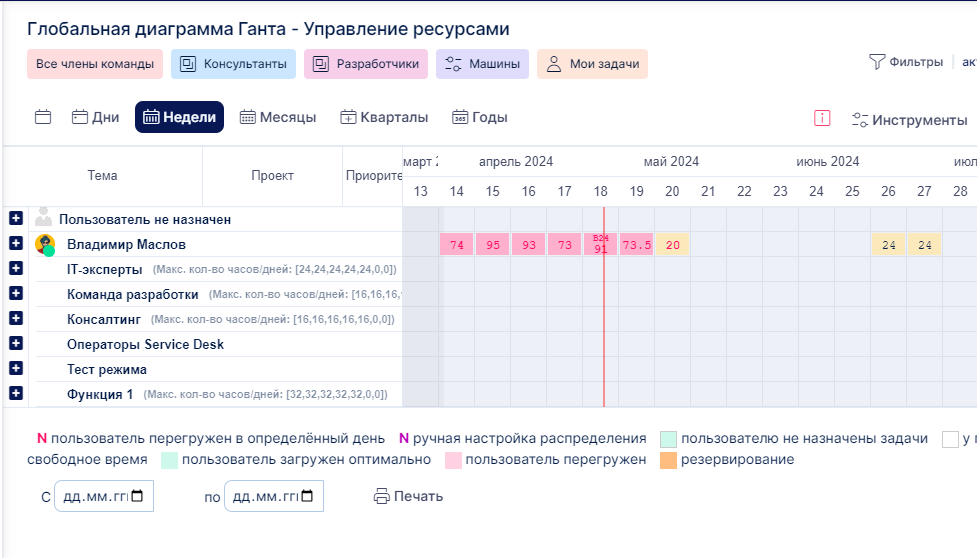 Глобальная диаграмма Ганта - Управление ресурсами
Все члены команды Консультанты Разработчики Машины Мои задачи Фильтры ак
Дни Недели Месяцы Кварталы 365 Годы Инструменты
Тема Проект Приорите март апрель 2024 май 2024 июнь 2024 июл
13 14 15 16 17 18 19 20 21 22 23 24 25 26 27 28
Пользователь не назначен
Владимир Маслов 74 95 93 73 B24 91 73.5 20 24 24
IT-эксперты (Макс. кол-во часов/дней: [24,24,24,24,24,0,0])
Команда разработки (Макс. кол-во часов/дней: [16,16,16,
Консалтинг (Макс. кол-во часов/дней: [16,16,16,16,16,0,0])
Операторы Service Desk
Тест режима
Функция 1 (Макс. кол-во часов/дней: [32,32,32,32,32,0,0])
N пользователь перегружен в определённый день N ручная настройка распределения пользователю не назначены задачи у
свободное время пользователь загружен оптимально пользователь перегружен резервирование
С дд.мм.гг по дд.мм.гг Печать